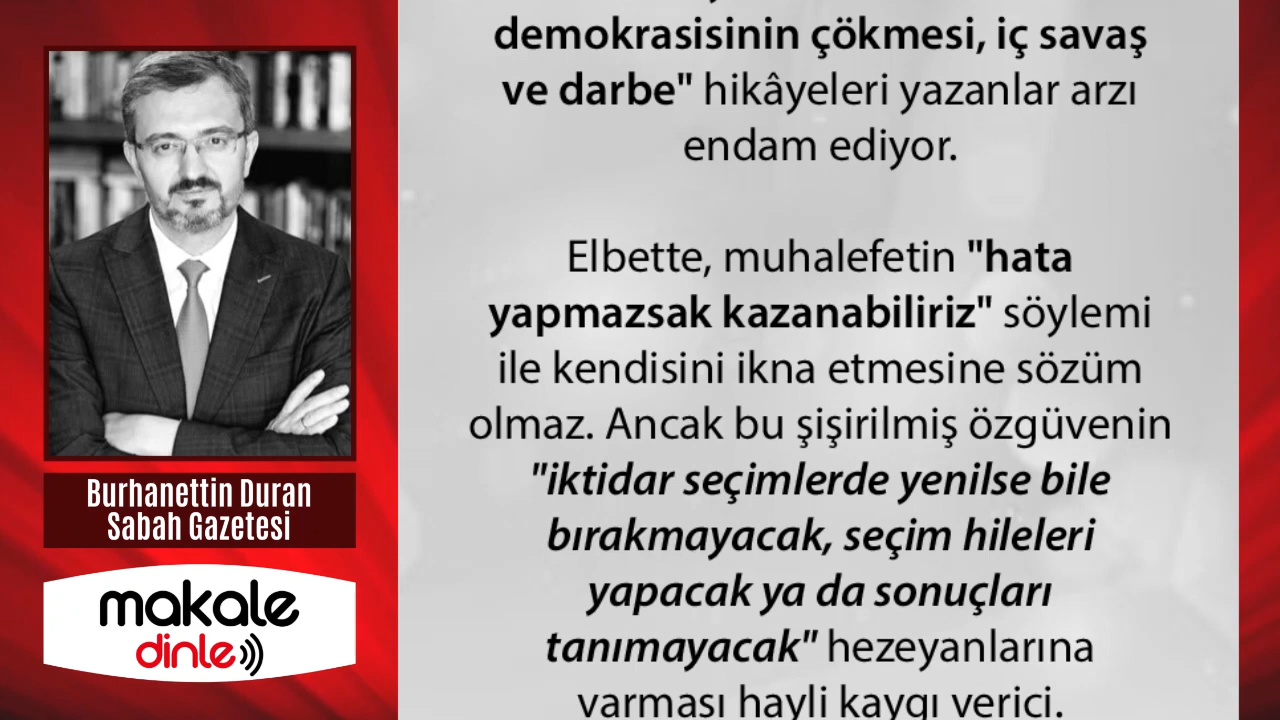 demokrasisinin çökmesi, iç savaş
ve darbe" hikâyeleri yazanlar arzı
endam ediyor.
Elbette, muhalefetin "hata
yapmazsak kazanabiliriz" söylemi
ile kendisini ikna etmesine sözüm
olmaz. Ancak bu şişirilmiş özgüvenin
"iktidar seçimlerde yenilse bile
bırakmayacak, seçim hileleri
yapacak ya da sonuçları
tanımayacak" hezeyanlarına
varması hayli kaygı verici.
Burhanettin Duran
Sabah Gazetesi
makale
dinle